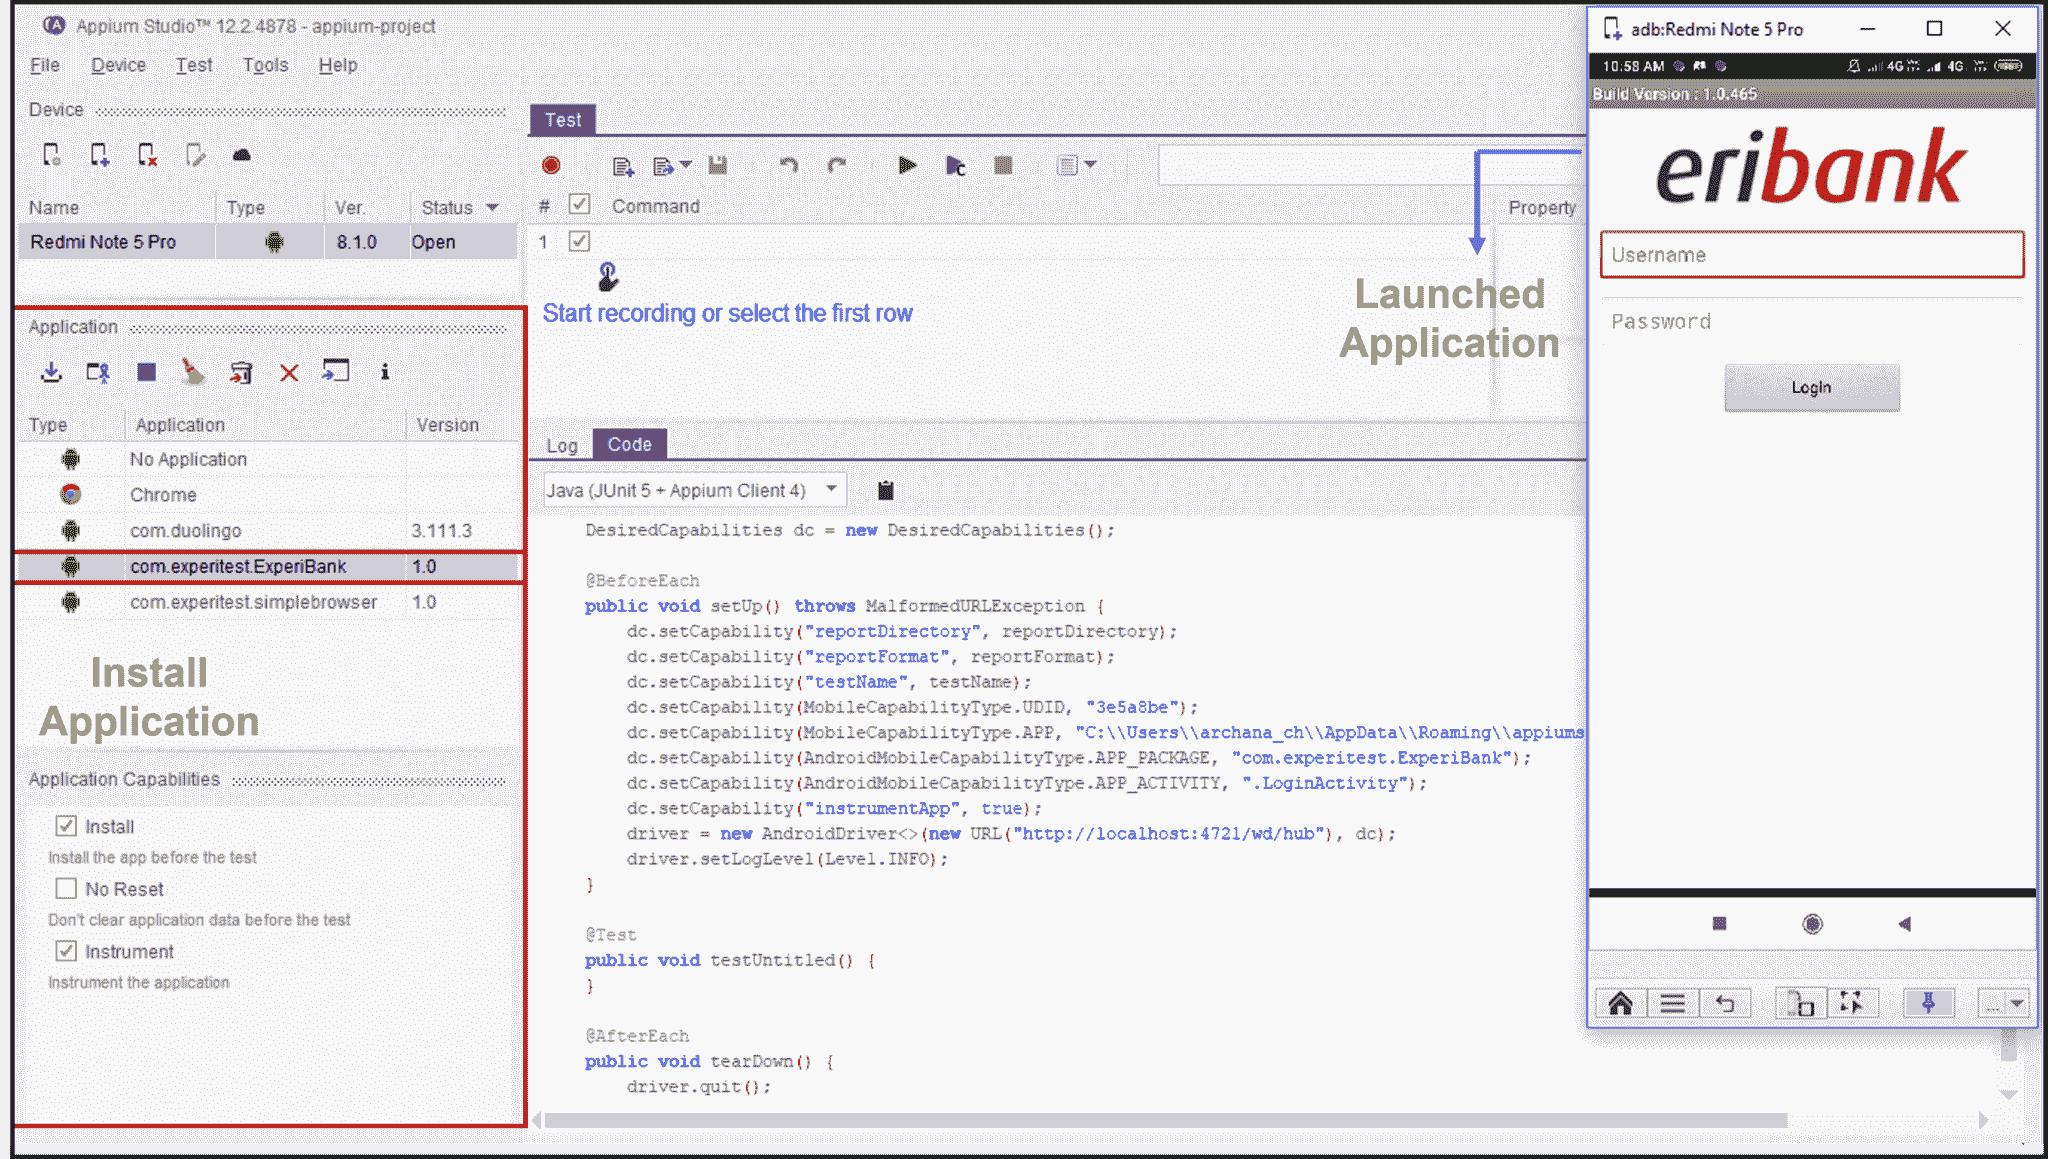 Appium Studio™ 12.2.4878 - appium-project
File Device Test Tools Help
Device
Name Type Ver. Status
Redmi Note 5 Pro 8.1.0 Open
Application
Type Application Version
No Application
Chrome
com.duolingo 3.111.3
com.experitest.ExperiBank 1.0
com.experitest.simplebrowser 1.0
Install
Application
Application Capabilities
Install
Install the app before the test
No Reset
Don't clear application data before the test
Instrument
Instrument the application
Test
# Command Property
1
Start recording or select the first row
Launched
Application
Log Code
Java (JUnit 5 + Appium Client 4)
DesiredCapabilities dc = new DesiredCapabilities();
@BeforeEach
public void setUp() throws MalformedURLException {
dc.setCapability("reportDirectory", reportDirectory);
dc.setCapability("reportFormat", reportFormat);
dc.setCapability("testName", testName);
dc.setCapability(MobileCapabilityType.UDID, "3e5a8be");
dc.setCapability(MobileCapabilityType.APP, "C:\\Users\\archana_ch\\AppData\\Roaming\\appiums
dc.setCapability(AndroidMobileCapabilityType.APP_PACKAGE, "com.experitest.ExperiBank");
dc.setCapability(AndroidMobileCapabilityType.APP_ACTIVITY, ".LoginActivity");
dc.setCapability("instrumentApp", true);
driver = new AndroidDriver<>(new URL("http://localhost:4721/wd/hub"), dc);
driver.setLogLevel(Level.INFO);
}
@Test
public void testUntitled() {
}
@AfterEach
public void tearDown() {
driver.quit();
adb:Redmi Note 5 Pro
10:58 AM 4G 4G
Build Version : 1.0.465
eribank
Username
Password
LogIn
...